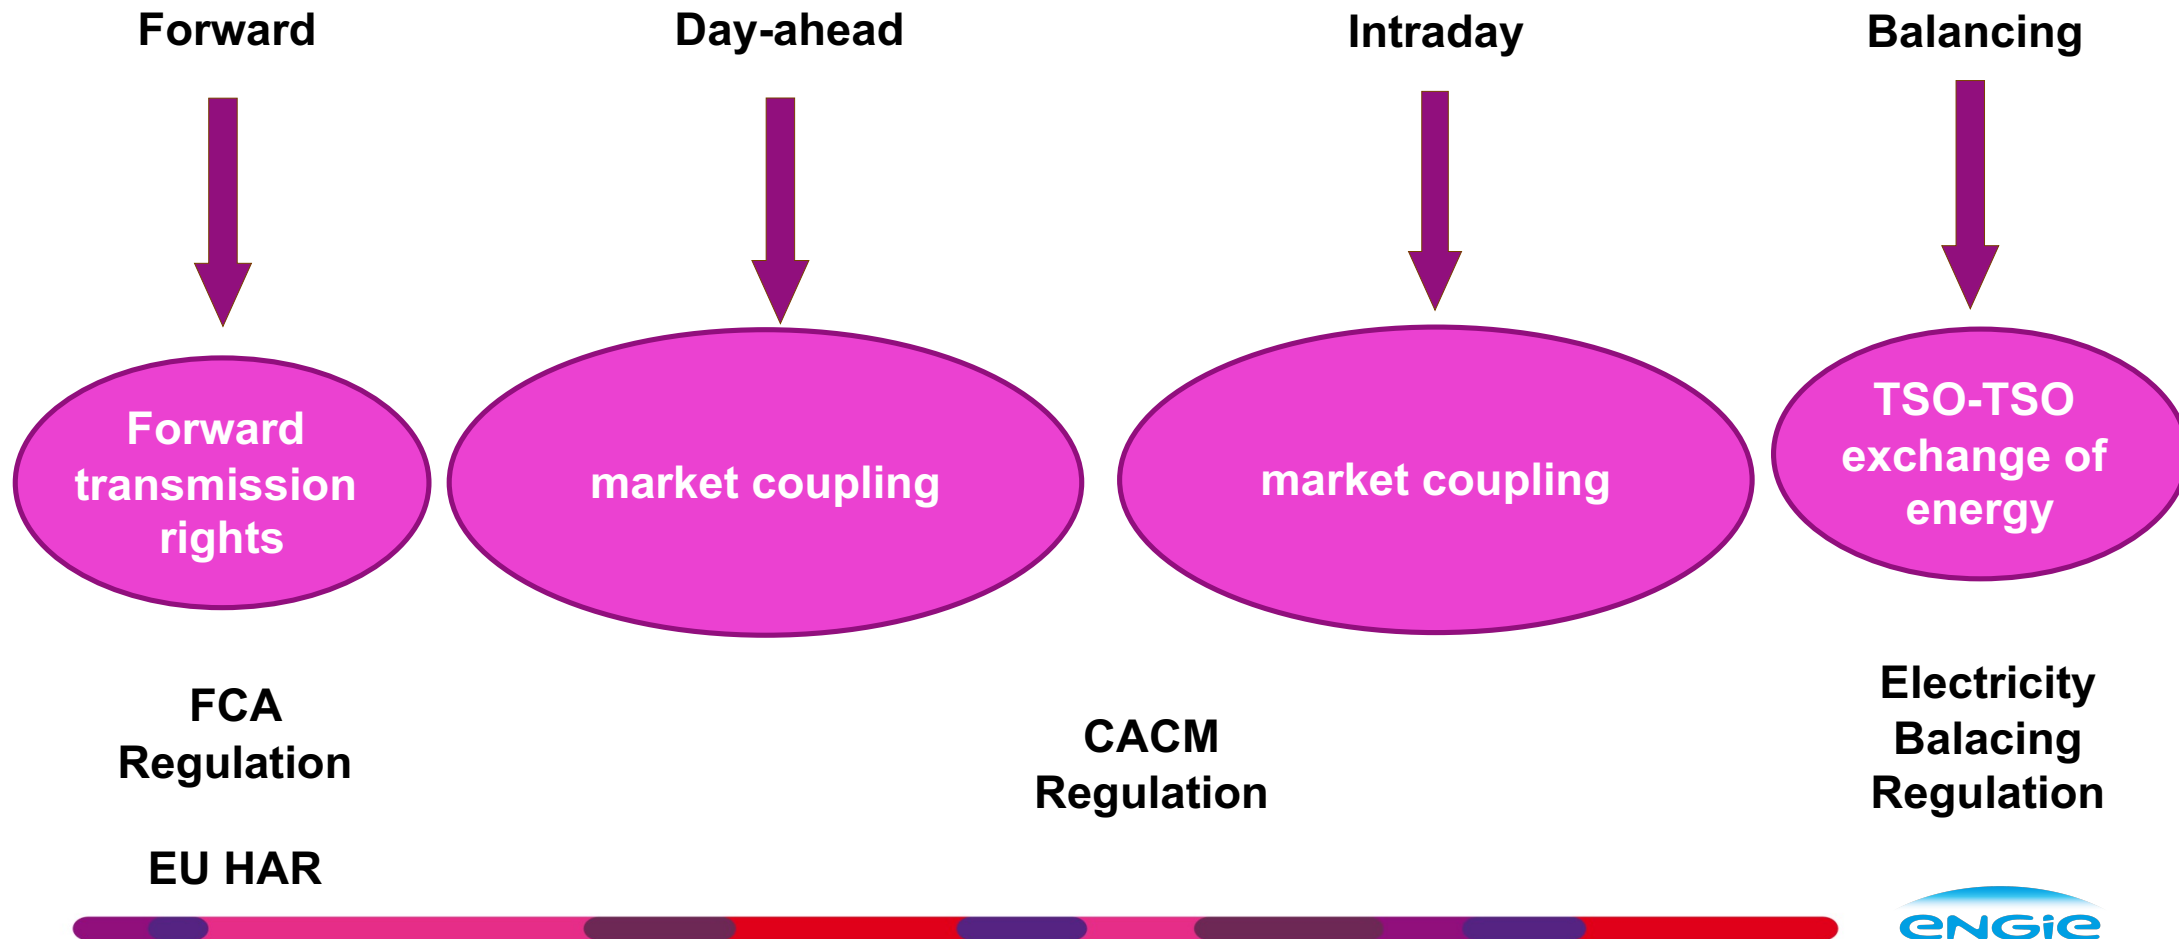 Forward
Day-ahead
Intraday
Balancing
Forward
transmission
rights
market coupling
market coupling
TSO-TSO
exchange of
energy
FCA
Regulation
CACM
Regulation
Electricity
Balacing
Regulation
EU HAR
eNGie